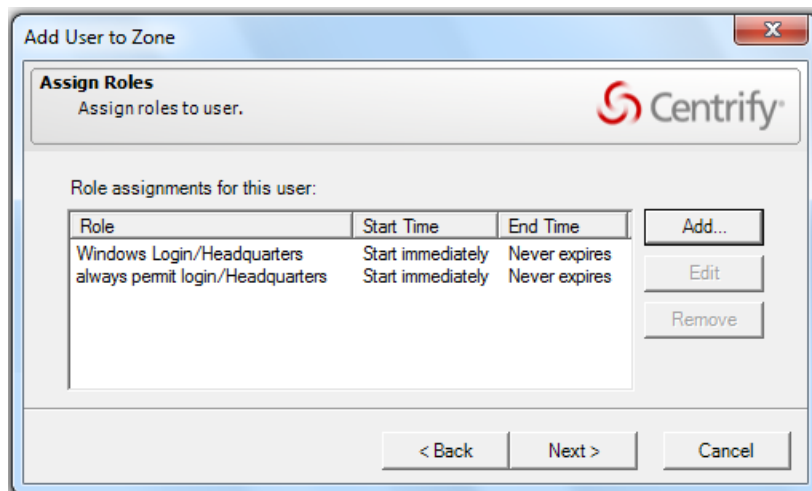 Add User to Zone
Assign Roles
Assign roles to user.
Centrify
Role assignments for this user:
Role Start Time End Time
Windows Login/Headquarters Start immediately Never expires
always permit login/Headquarters Start immediately Never expires
Add...
Edit
Remove
< Back Next > Cancel